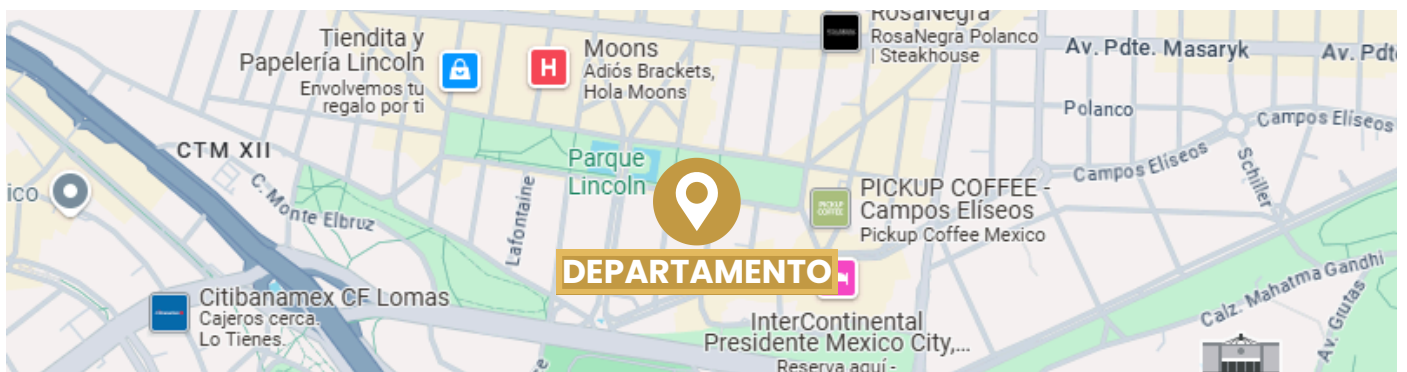 RosaNegra
RosaNegra Polanco
| Steakhouse
Tiendita y
Papelería Lincoln
Envolvemos tu
regalo por ti
Moons
Adiós Brackets,
Hola Moons
Av. Pdte. Masaryk
Av. Pdt
Polanco
Campos Elíseos
CTM XII
Parque
Lincoln
Campos Elíseos
Schiller
ico
C. Monte Elbruz
Lafontaine
PICKUP COFFEE
PICKUP COFFEE -
Campos Elíseos
Pickup Coffee Mexico
DEPARTAMENTO
Citibanamex CF Lomas
Cajeros cerca.
Lo Tienes.
Calz. Mahatma Gandhi
Av. Grutas
InterContinental
Presidente Mexico City,...
Reserva aquí -